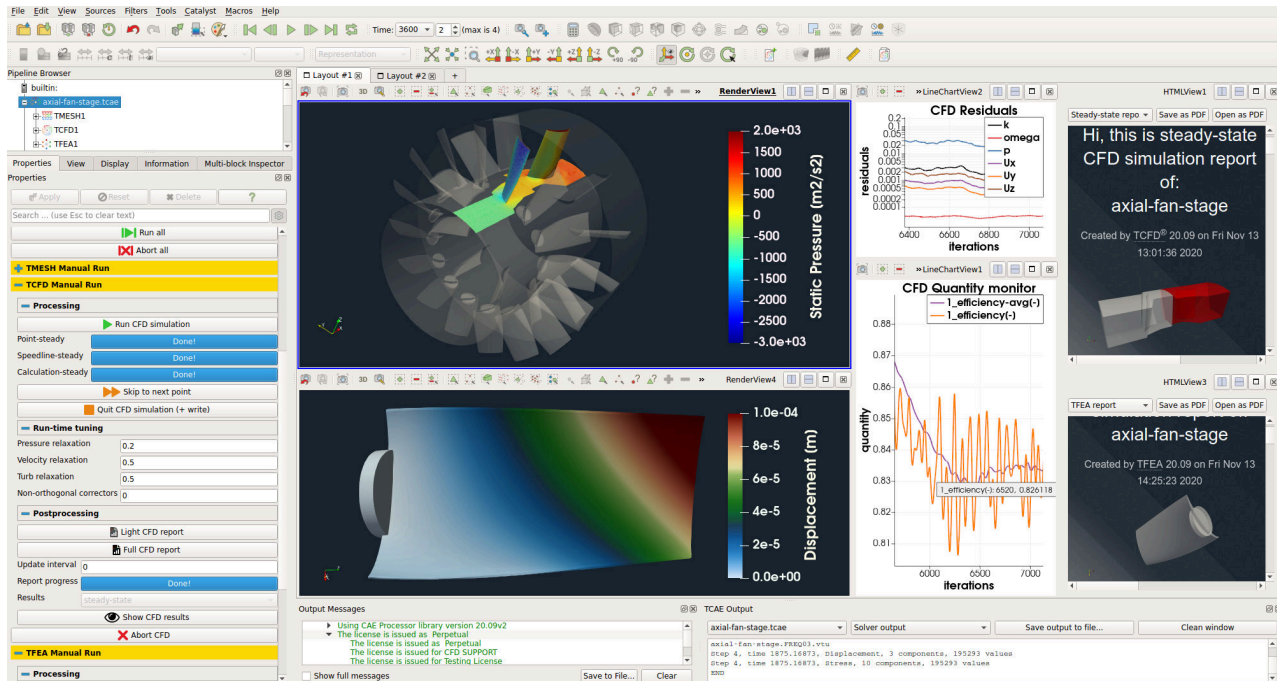 File Edit View Sources Filters Tools Catalyst Macros Help
Time: 3600 2 (max is 4)
Representation
+X -X +Y -Y +Z -Z -90 +90
Pipeline Browser
builtin:
axial-fan-stage.tcae
TMESH1
TCFD1
TFEA1
Properties View Display Information Multi-block Inspector
Properties
Apply Reset Delete ?
Search ... (use Esc to clear text)
Run all
Abort all
TMESH Manual Run
TCFD Manual Run
Processing
Run CFD simulation
Point-steady Done!
Speedline-steady Done!
Calculation-steady Done!
Skip to next point
Quit CFD simulation (+ write)
Run-time tuning
Pressure relaxation 0.2
Velocity relaxation 0.5
Turb relaxation 0.5
Non-orthogonal correctors 0
Postprocessing
Light CFD report
Full CFD report
Update interval 0
Report progress Done!
Results steady-state
Show CFD results
Abort CFD
TFEA Manual Run
Processing
Layout #1 Layout #2 +
3D » RenderView1
2.0e+03
1500
1000
500
0
-500
-1000
-1500
-2000
-2500
-3.0e+03
Static Pressure (m2/s2)
3D » RenderView4
1.0e-04
8e-5
6e-5
4e-5
2e-5
0.0e+00
Displacement (m)
»LineChartView2
CFD Residuals
0.2
0.1
0.05
0.02
0.01
0.005
0.002
0.001
0.0005
0.0002
0.0001
residuals
k
omega
p
Ux
Uy
Uz
6400 6600 6800 7000
iterations
»LineChartView1
CFD Quantity monitor
1_efficiency-avg(-)
1_efficiency(-)
0.88
0.87
0.86
0.85
0.84
0.83
0.82
0.81
quantity
1_efficiency(-): 6520, 0.826118
6000 6500 7000
iterations
HTMLView1
Steady-state repo Save as PDF Open as PDF
Hi, this is steady-state
CFD simulation report
of:
axial-fan-stage
Created by TCFD® 20.09 on Fri Nov 13
13:01:36 2020
HTMLView3
TFEA report Save as PDF Open as PDF
axial-fan-stage
Created by TFEA 20.09 on Fri Nov 13
14:25:23 2020
Output Messages
Using CAE Processor library version 20.09v2
The license is issued as Perpetual
The license is issued as Perpetual
The license is issued for CFD SUPPORT
The license is issued for Testing License
Show full messages Save to File... Clear
TCAE Output
axial-fan-stage.tcae Solver output Save output to file... Clean window
axial-fan-stage.FREQ03.vtu
Step 4, time 1875.16873, Displacement, 3 components, 195293 values
Step 4, time 1875.16873, Stress, 10 components, 195293 values
END